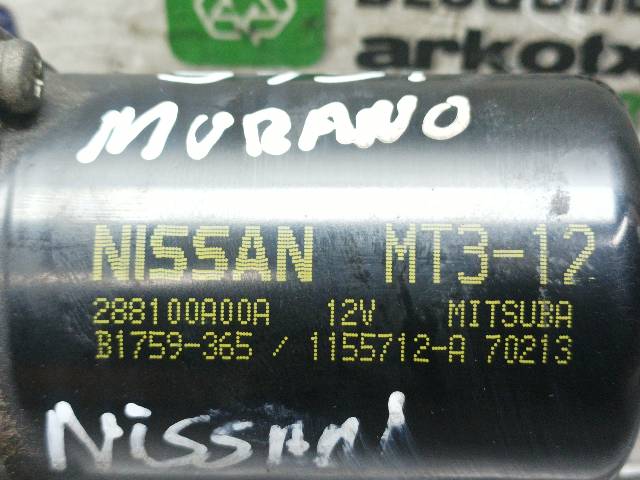 arkotx
MURANO
NISSAN MT3-12
288100A00A 12V MITSUBA
B1759-365 / 1155712-A 70213
NiSSAN